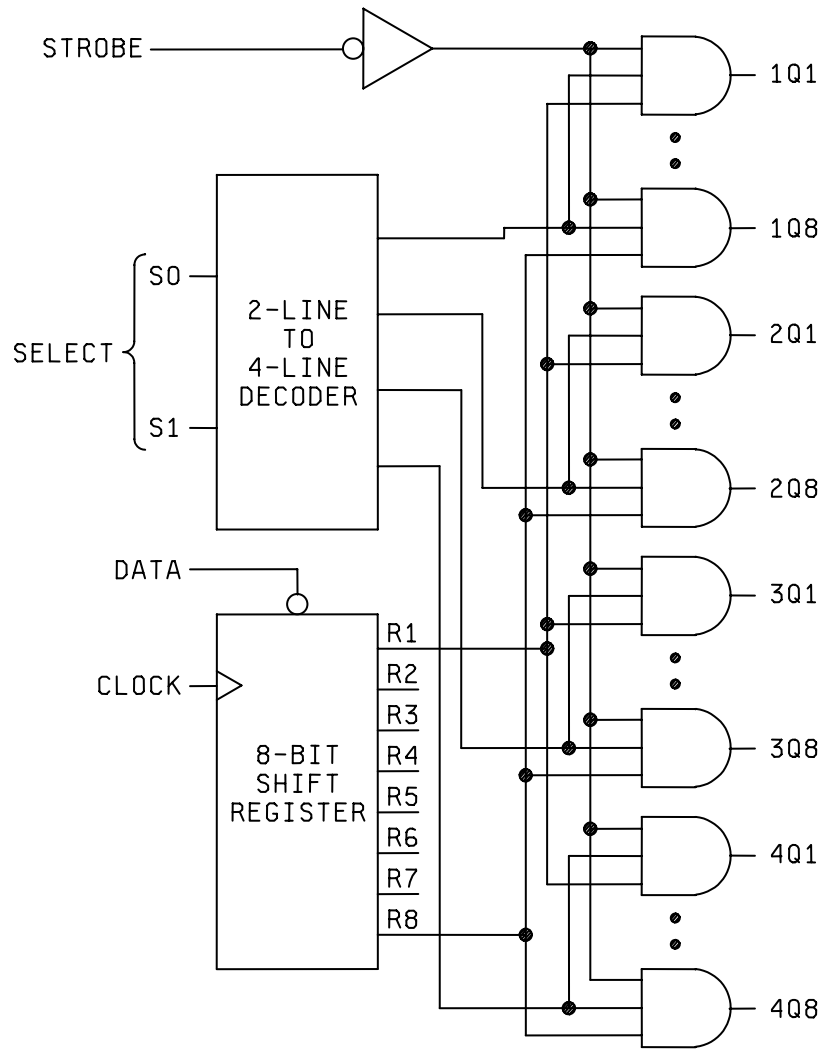 STROBE
1Q1
1Q8
S0
SELECT
S1
2-LINE
TO
4-LINE
DECODER
2Q1
2Q8
DATA
CLOCK
R1
R2
R3
R4
R5
R6
R7
R8
8-BIT
SHIFT
REGISTER
3Q1
3Q8
4Q1
4Q8